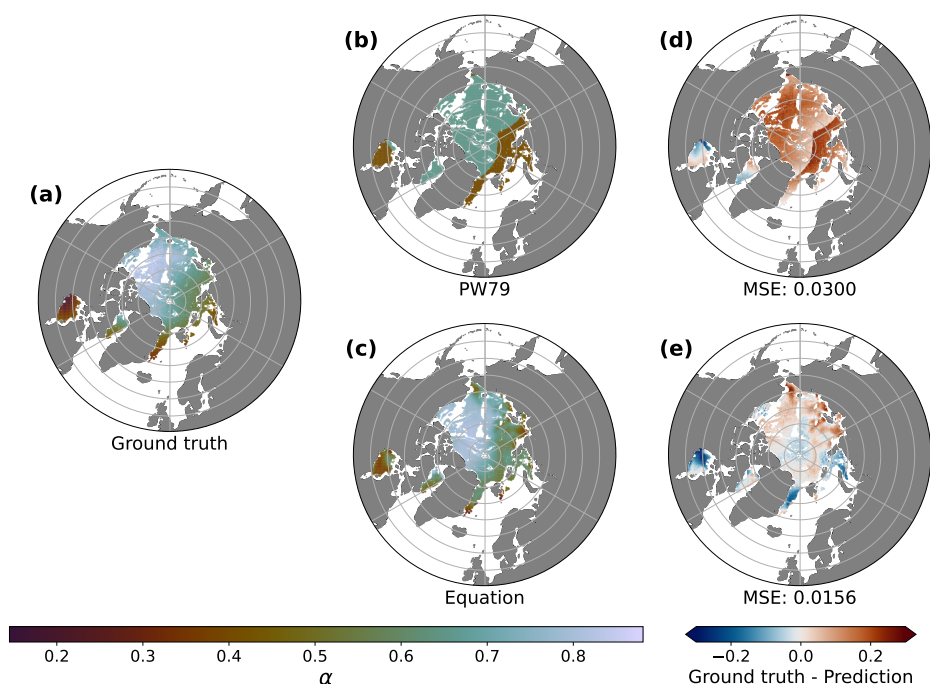 (a)
Ground truth
(b)
PW79
(c)
Equation
(d)
MSE: 0.0300
(e)
MSE: 0.0156
0.2 0.3 0.4 0.5 0.6 0.7 0.8
α
−0.2 0.0 0.2
Ground truth - Prediction